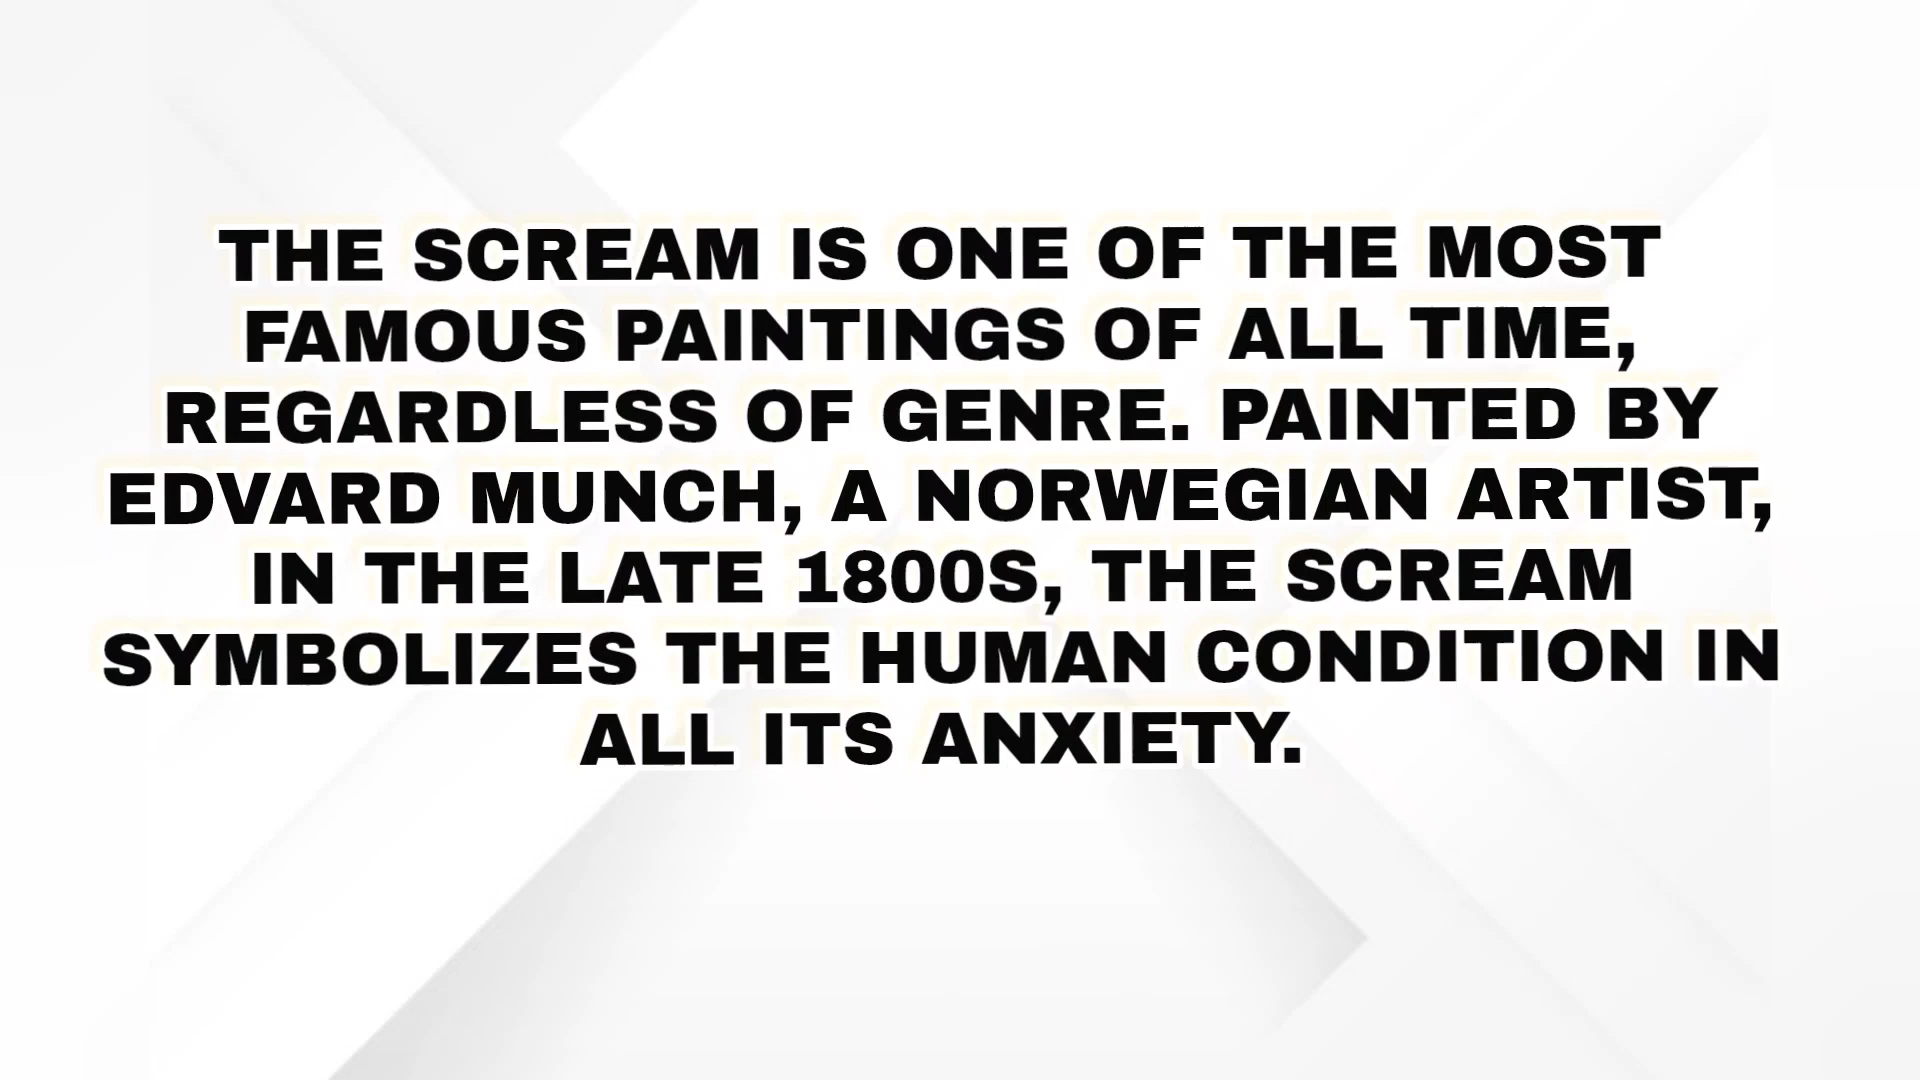 THE SCREAM IS ONE OF THE MOST
FAMOUS PAINTINGS OF ALL TIME,
REGARDLESS OF GENRE. PAINTED BY
EDVARD MUNCH, A NORWEGIAN ARTIST,
IN THE LATE 1800S, THE SCREAM
SYMBOLIZES THE HUMAN CONDITION IN
ALL ITS ANXIETY.